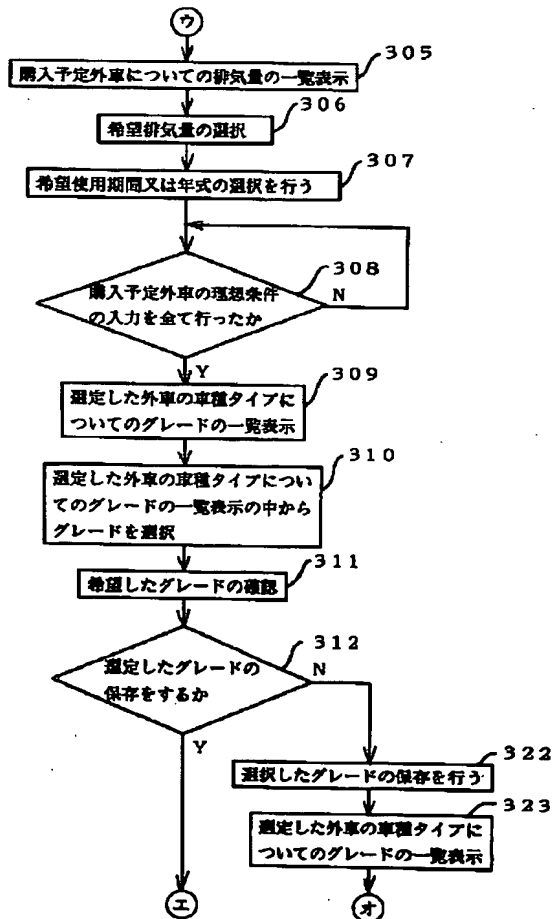 ウ
305
購入予定外車についての排気量の一覧表示
306
希望排気量の選択
307
希望使用期間又は年式の選択を行う
308
購入予定外車の理想条件
の入力を全て行ったか
N
Y
309
選定した外車の車種タイプに
ついてのグレードの一覧表示
310
選定した外車の車種タイプについ
てのグレードの一覧表示の中から
グレードを選択
311
希望したグレードの確認
312
選定したグレードの
保存をするか
N
Y
322
選択したグレードの保存を行う
323
選定した外車の車種タイプに
ついてのグレードの一覧表示
エ
オ